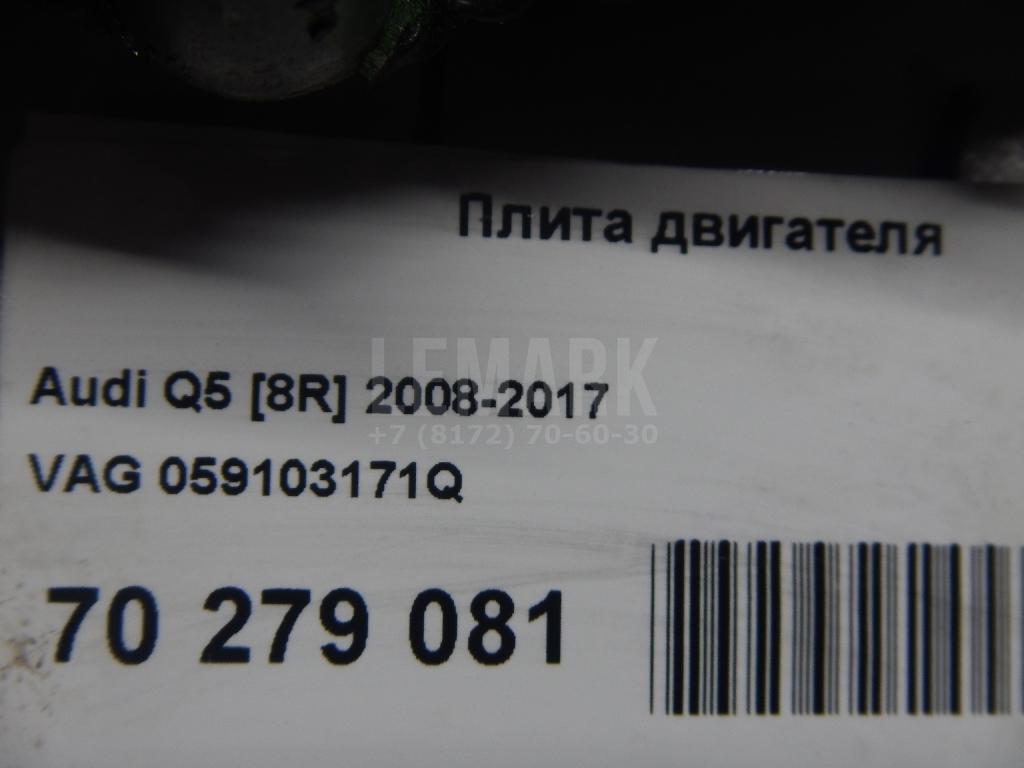 Плита двигателя
LEMARK
Audi Q5 [8R] 2008-2017
+7 (8172) 70-60-30
VAG 059103171Q
70 279 081